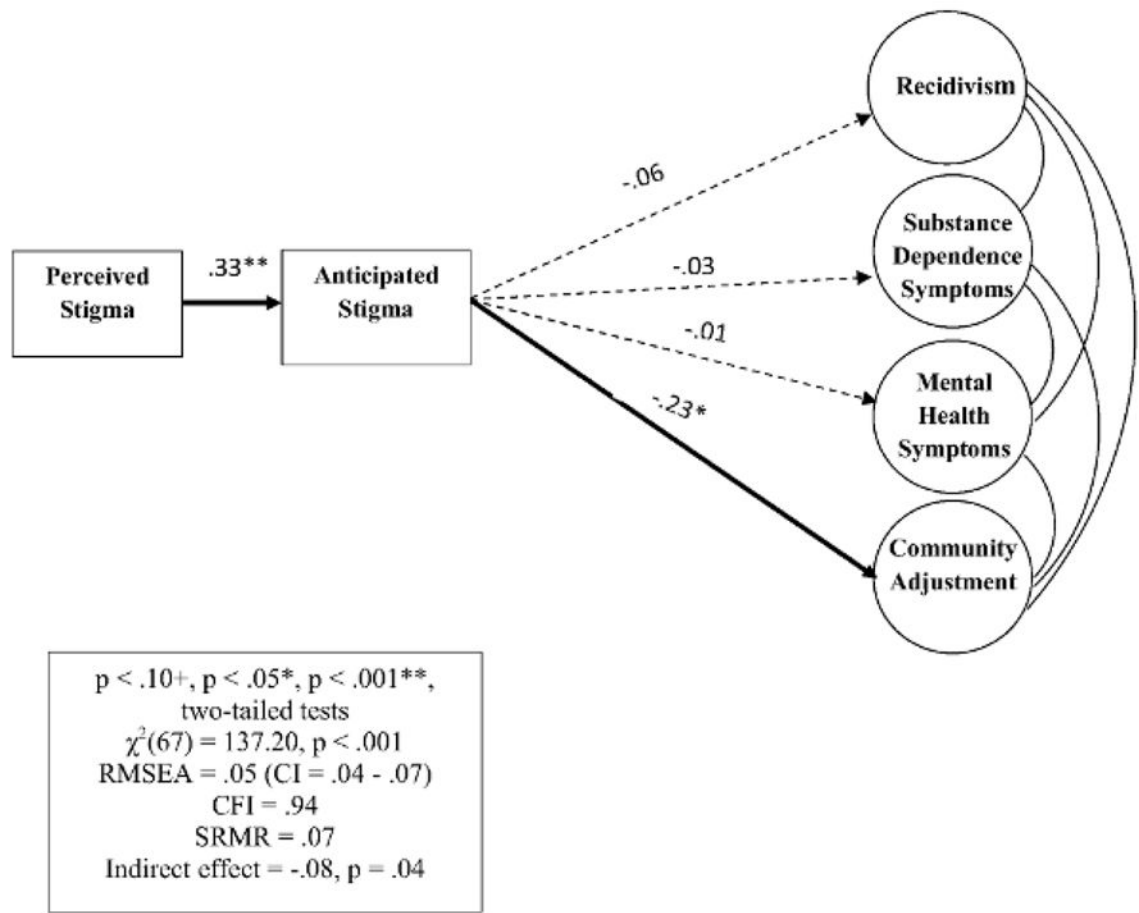 Recidivism
Substance
Dependence
Symptoms
Mental
Health
Symptoms
Community
Adjustment
Perceived
Stigma
.33**
Anticipated
Stigma
-.06
-.03
-.01
-.23*
p < .10+, p < .05*, p < .001**,
two-tailed tests
χ²(67) = 137.20, p < .001
RMSEA = .05 (CI = .04 - .07)
CFI = .94
SRMR = .07
Indirect effect = -.08, p = .04